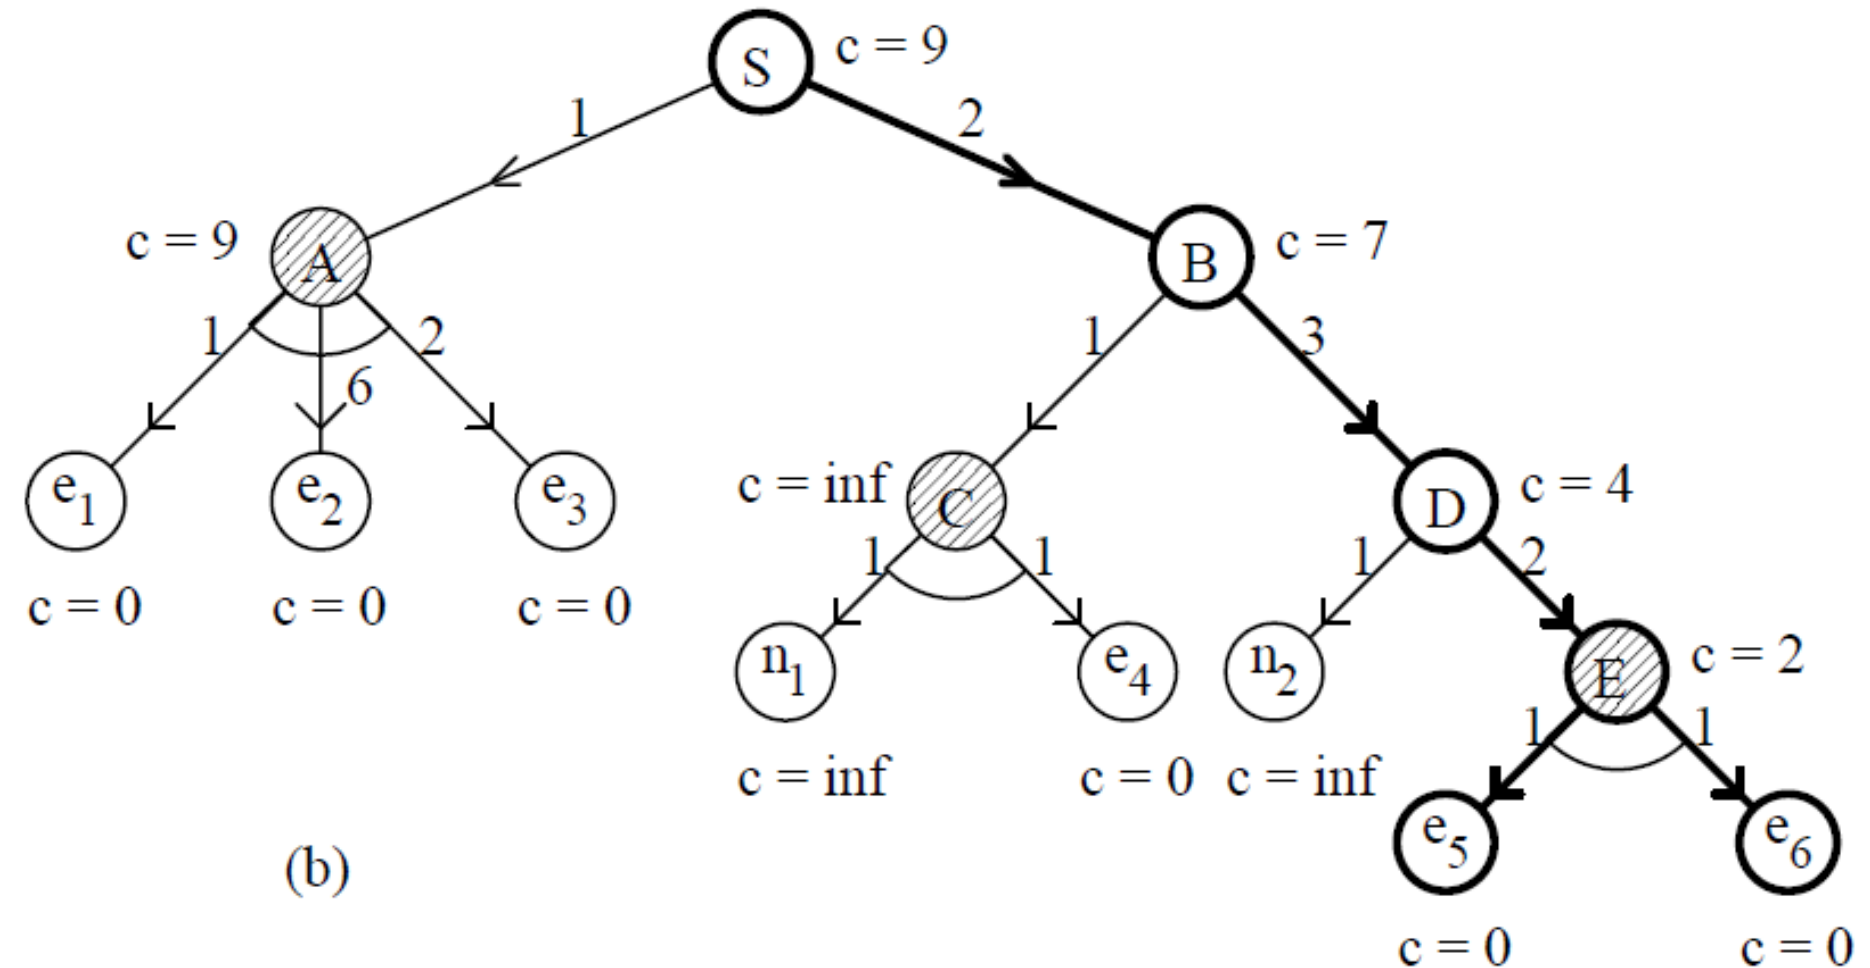 S c = 9
1 2
c = 9 A B c = 7
1 6 2 1 3
e1 e2 e3 c = inf C D c = 4
c = 0 c = 0 c = 0 1 1 1 2
n1 e4 n2 E c = 2
c = inf c = 0 c = inf 1 1
(b) e5 e6
c = 0 c = 0